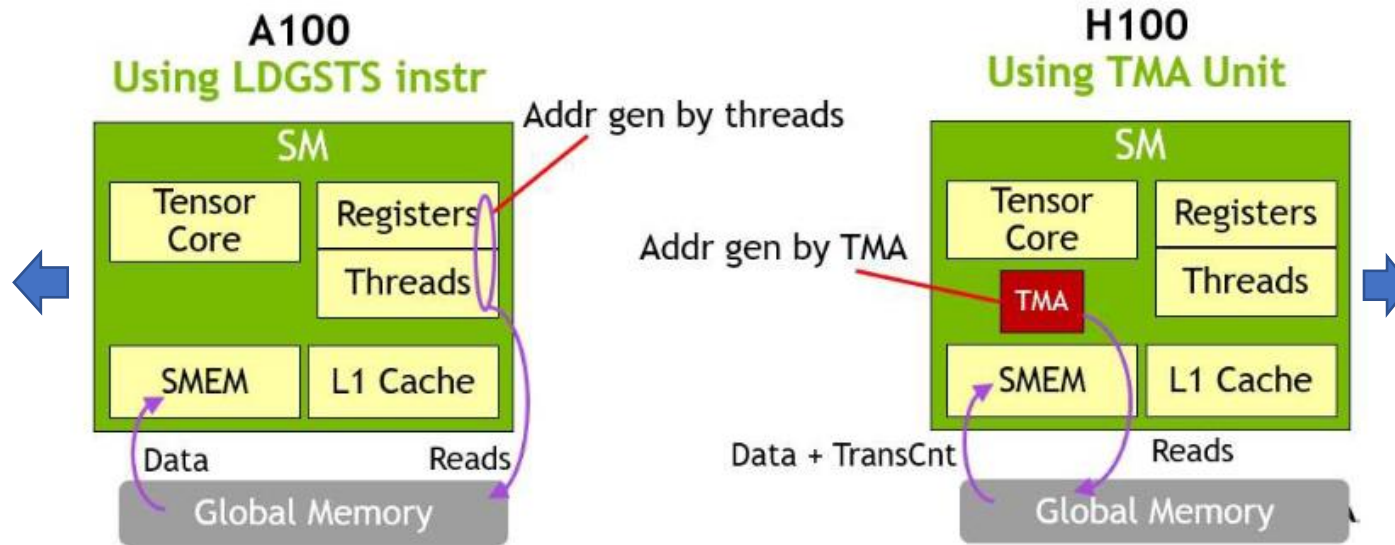 A100
Using LDGSTS instr
Addr gen by threads
SM
Tensor
Core
Registers
Threads
SMEM
L1 Cache
Data
Reads
Global Memory
H100
Using TMA Unit
Addr gen by TMA
SM
Tensor
Core
Registers
Threads
TMA
SMEM
L1 Cache
Data + TransCnt
Reads
Global Memory